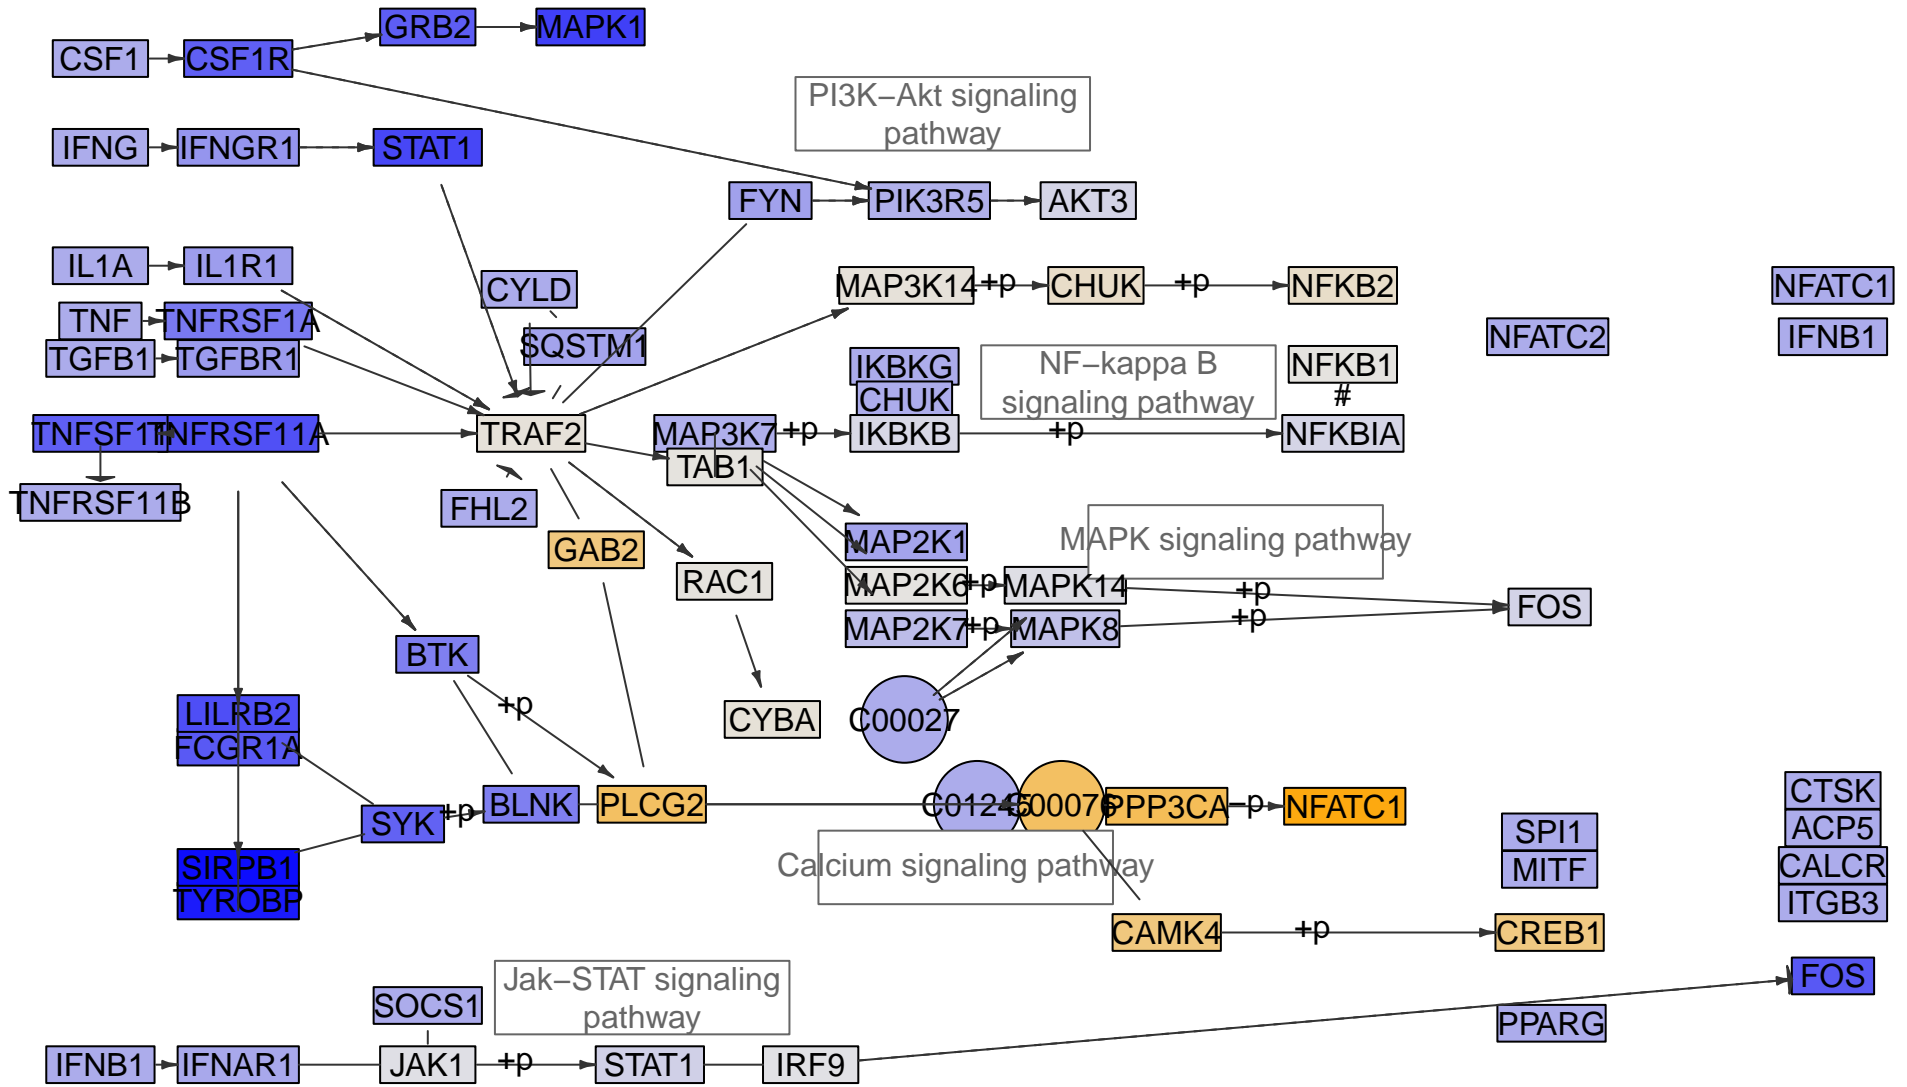 GRB2
MAPK1
CSF1
CSF1R
PI3K−Akt signaling
pathway
IFNG
IFNGR1
STAT1
FYN
PIK3R5
AKT3
IL1A
IL1R1
CYLD
MAP3K14
+p
CHUK
+p
NFKB2
NFATC1
TNF
TNFRSF1A
SQSTM1
NFATC2
IFNB1
TGFB1
TGFBR1
IKBKG
NF−kappa B
signaling pathway
NFKB1
#
CHUK
TNFRSF11A
TRAF2
MAP3K7
+p
IKBKB
+p
NFKBIA
TAB1
TNFRSF11B
FHL2
GAB2
MAP2K1
MAPK signaling pathway
RAC1
MAP2K6
+p
MAPK14
+p
FOS
MAP2K7
+p
MAPK8
+p
BTK
+p
LILRB2
CYBA
C00027
FCGR1A
SYK
+p
BLNK
PLCG2
C00076
PPP3CA
−p
NFATC1
CTSK
SPI1
ACP5
SIRPB1
Calcium signaling pathway
MITF
CALCR
TYROBP
ITGB3
CAMK4
+p
CREB1
Jak−STAT signaling
pathway
FOS
SOCS1
PPARG
IFNB1
IFNAR1
JAK1
+p
STAT1
IRF9